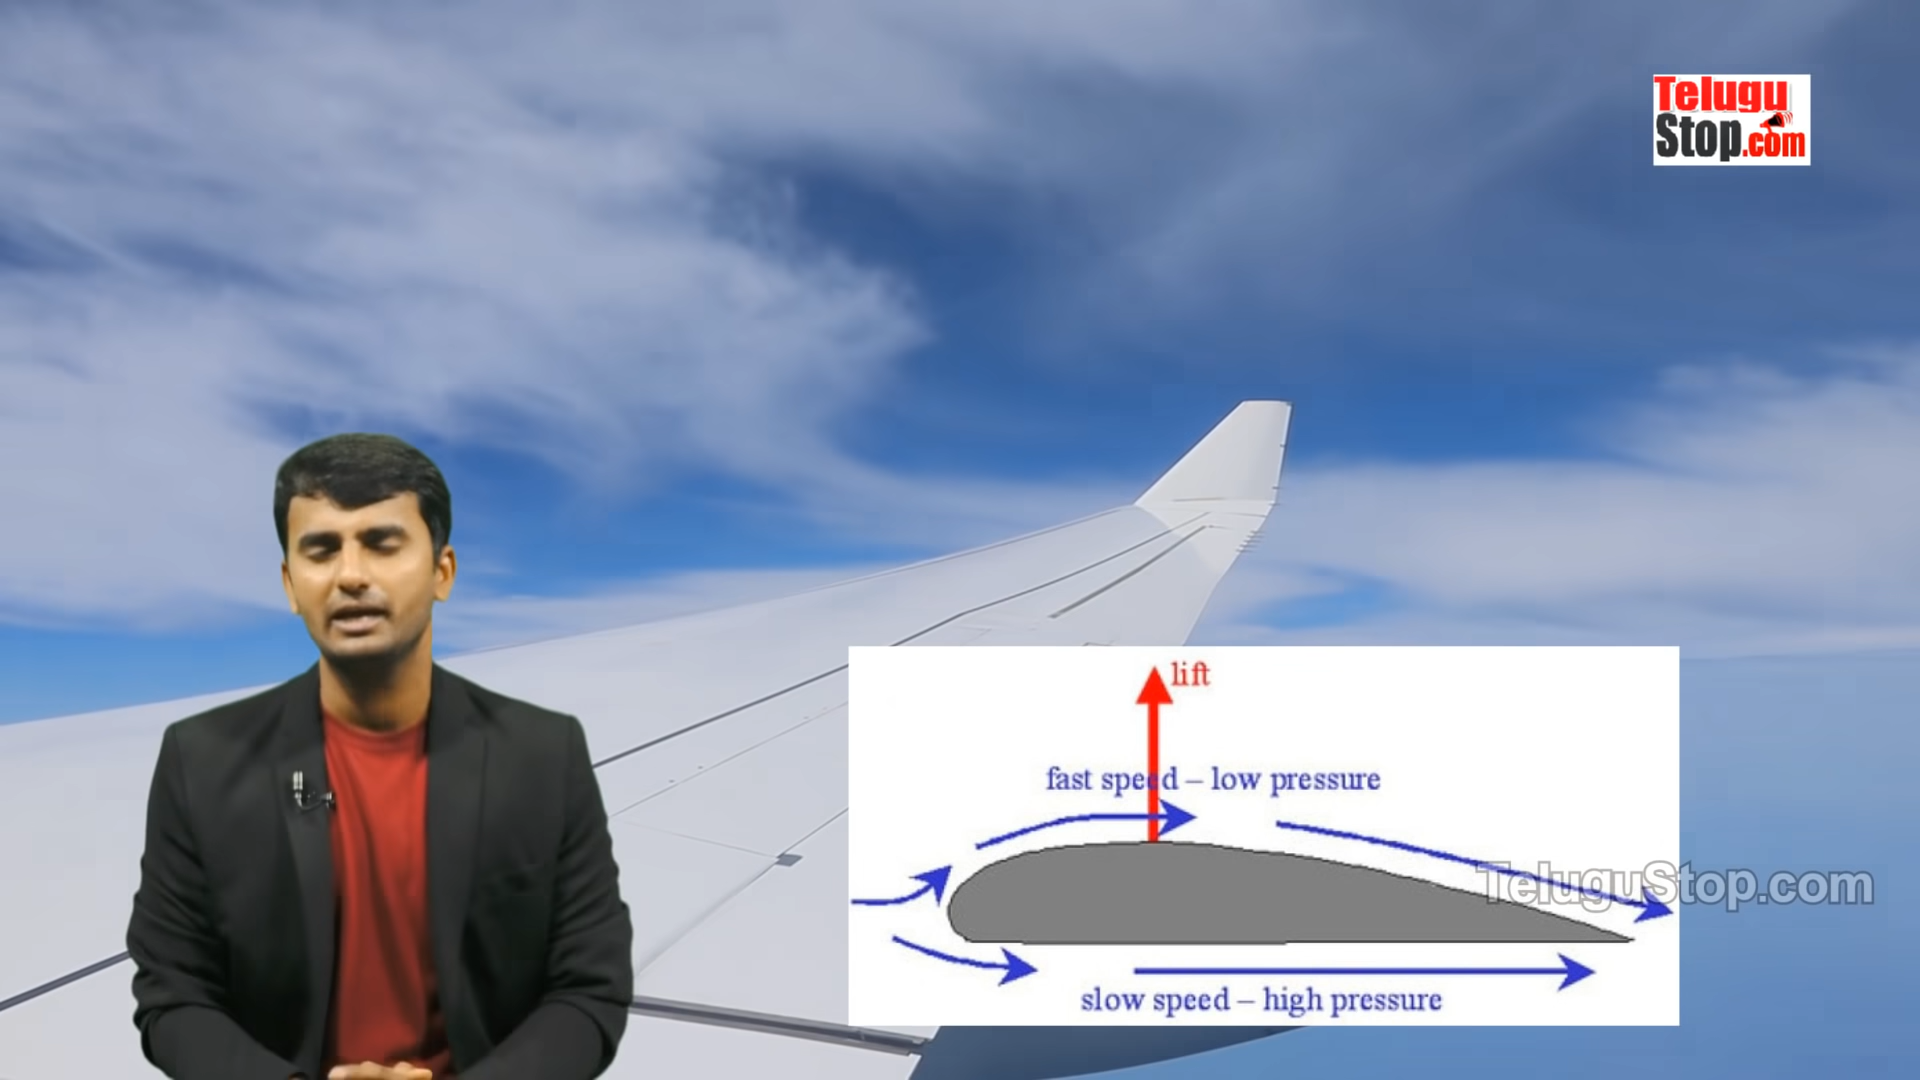 Telugu
Stop.com
lift
fast speed – low pressure
TeluguStop.com
slow speed – high pressure